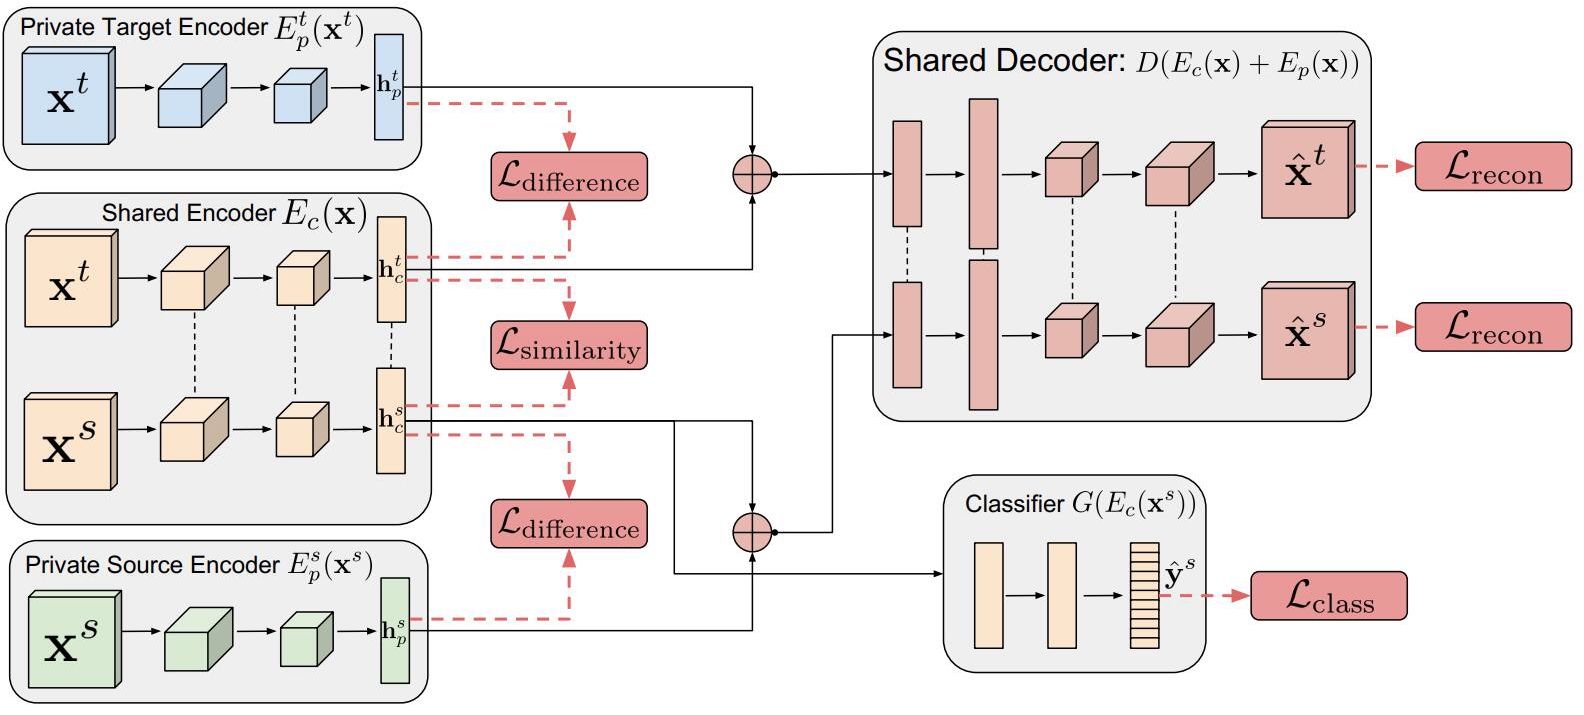 Private Target Encoder $E_p^t(\mathbf{x}^t)$
$\mathbf{x}^t$
$\mathbf{h}_p^t$
$\mathcal{L}_{\text{difference}}$
Shared Encoder $E_c(\mathbf{x})$
$\mathbf{x}^t$
$\mathbf{h}_c^t$
$\mathcal{L}_{\text{similarity}}$
$\mathbf{x}^s$
$\mathbf{h}_c^s$
$\mathcal{L}_{\text{difference}}$
Private Source Encoder $E_p^s(\mathbf{x}^s)$
$\mathbf{x}^s$
$\mathbf{h}_p^s$
Shared Decoder: $D(E_c(\mathbf{x}) + E_p(\mathbf{x}))$
$\hat{\mathbf{x}}^t$
$\mathcal{L}_{\text{recon}}$
$\hat{\mathbf{x}}^s$
$\mathcal{L}_{\text{recon}}$
Classifier $G(E_c(\mathbf{x}^s))$
$\hat{\mathbf{y}}^s$
$\mathcal{L}_{\text{class}}$